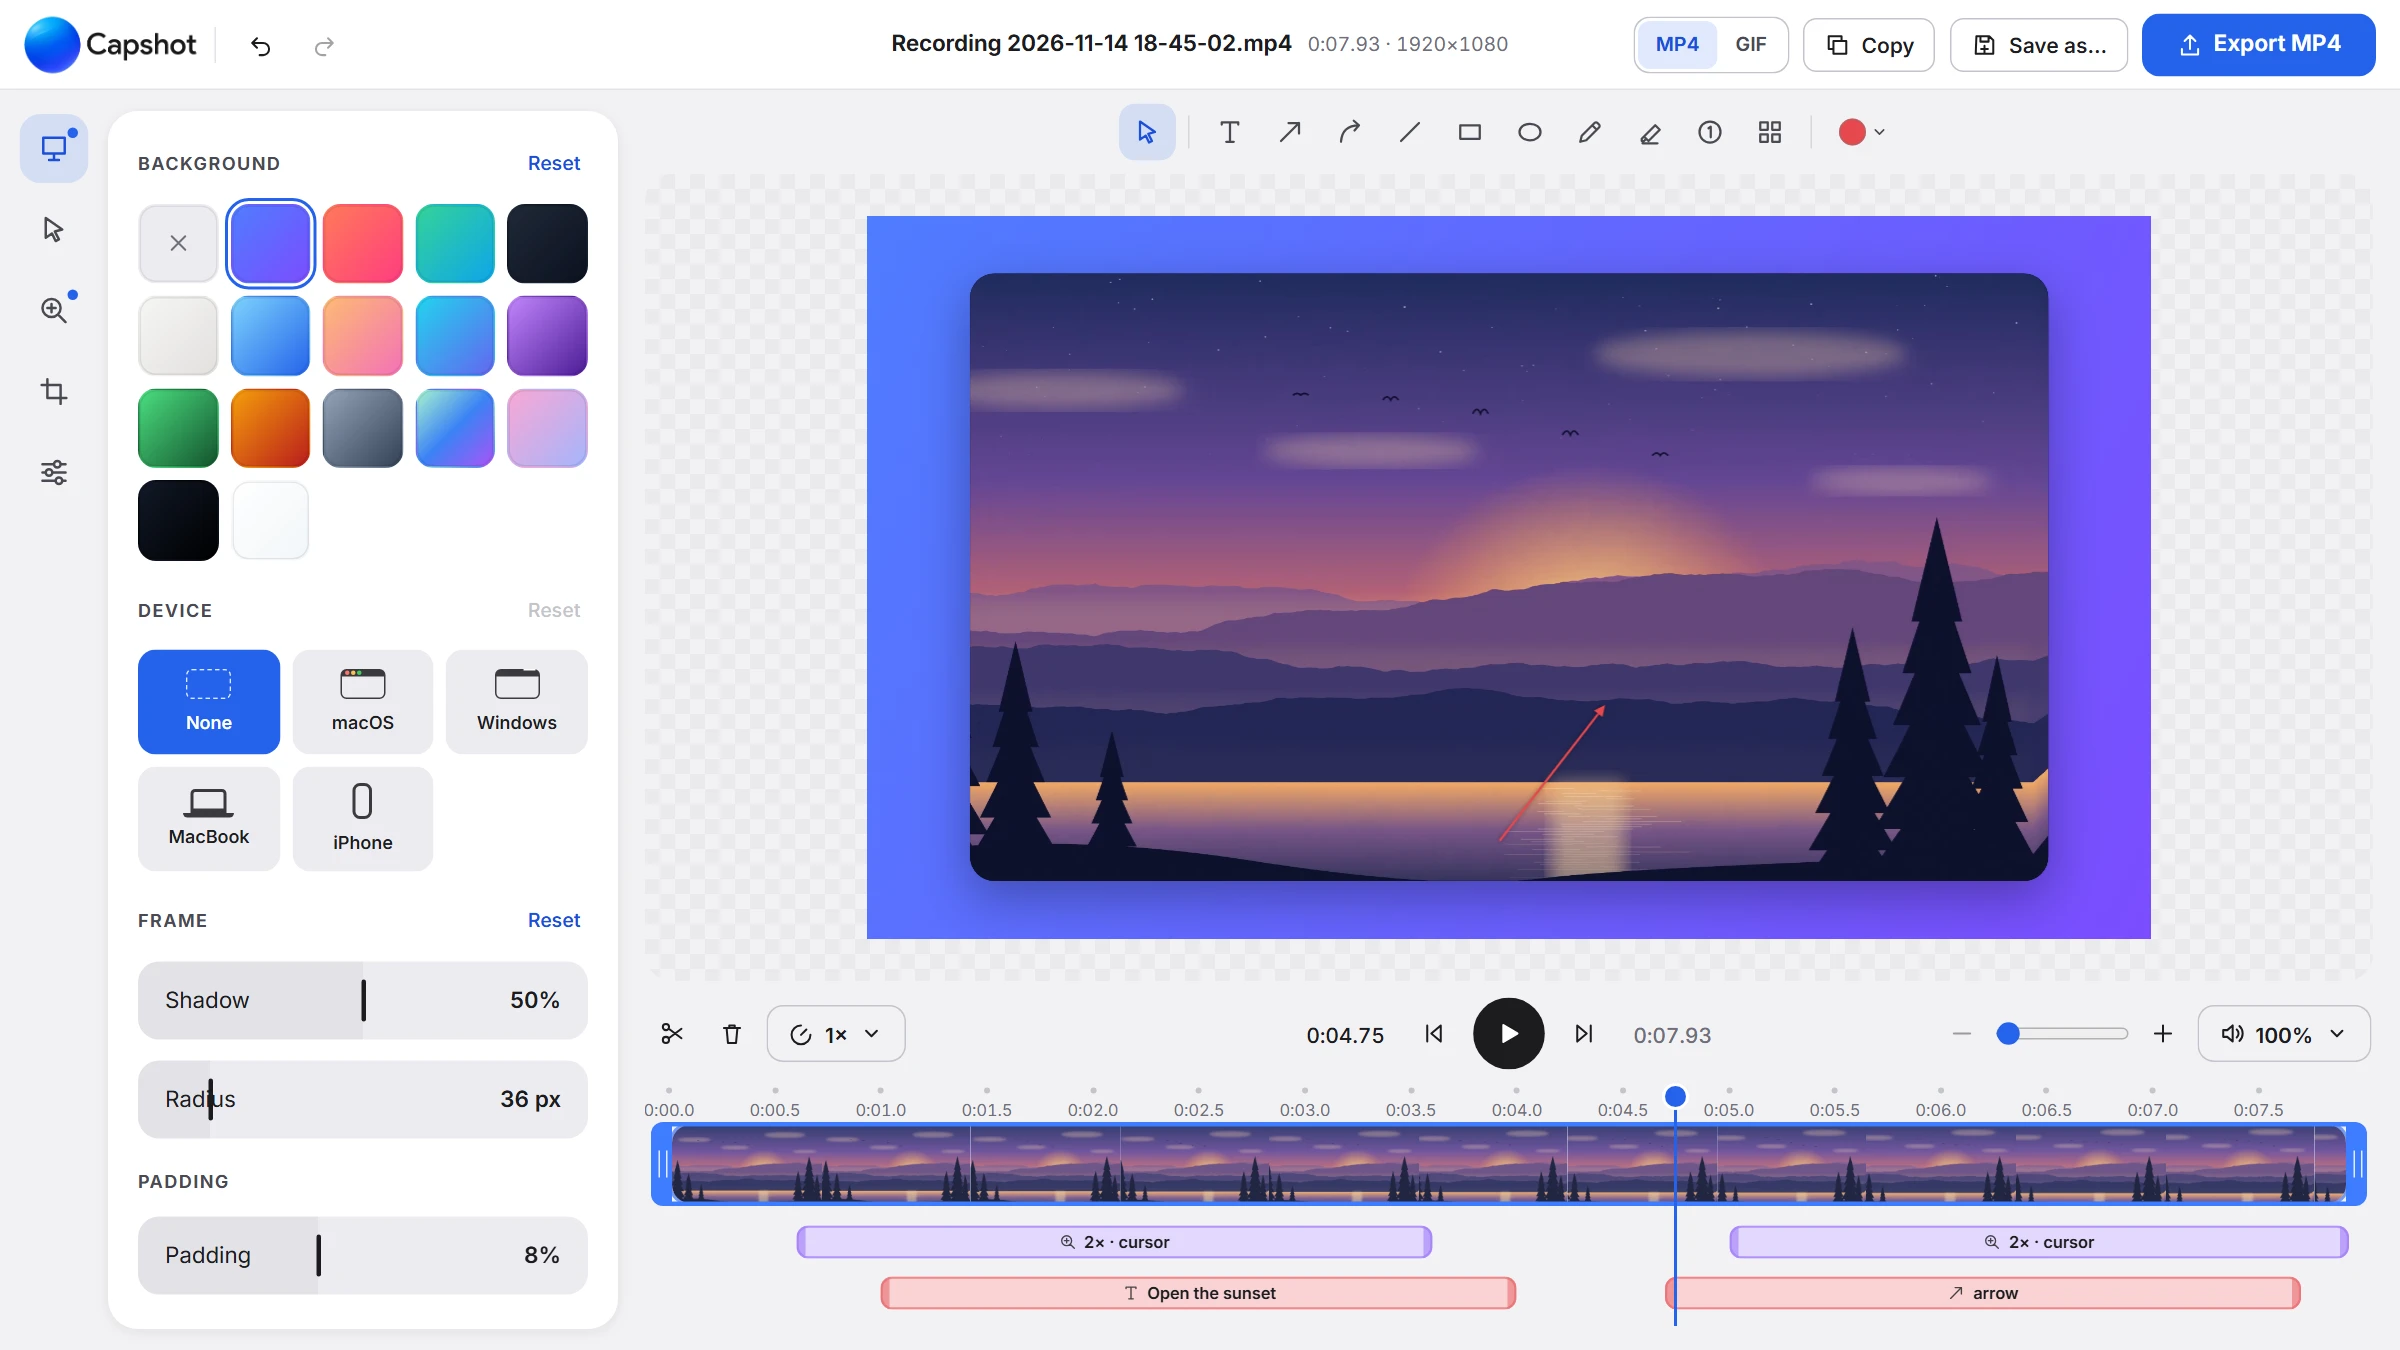 Capshot
Recording 2026-11-14 18-45-02.mp4 0:07.93 · 1920×1080
MP4 GIF
Copy
Save as...
Export MP4
BACKGROUND Reset
DEVICE Reset
None macOS Windows
MacBook iPhone
FRAME Reset
Shadow 50%
Radius 36 px
PADDING
Padding 8%
1× 0:04.75 0:07.93 100%
0:00.0 0:00.5 0:01.0 0:01.5 0:02.0 0:02.5 0:03.0 0:03.5 0:04.0 0:04.5 0:05.0 0:05.5 0:06.0 0:06.5 0:07.0 0:07.5
2× · cursor 2× · cursor
Open the sunset arrow